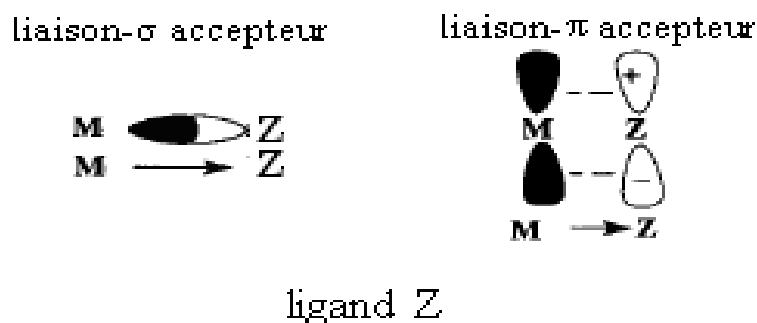 liaison-σ accepteur
liaison-π accepteur
M Z
M Z
+
M Z
−
M Z
ligand Z